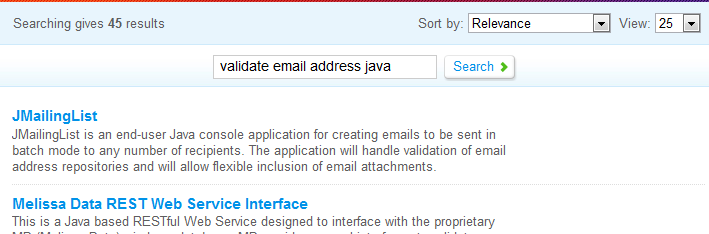 Searching gives 45 results
Sort by: Relevance View: 25
validate email address java Search
JMailingList
JMailingList is an end-user Java console application for creating emails to be sent in
batch mode to any number of recipients. The application will handle validation of email
address repositories and will allow flexible inclusion of email attachments.
Melissa Data REST Web Service Interface
This is a Java based RESTful Web Service designed to interface with the proprietary